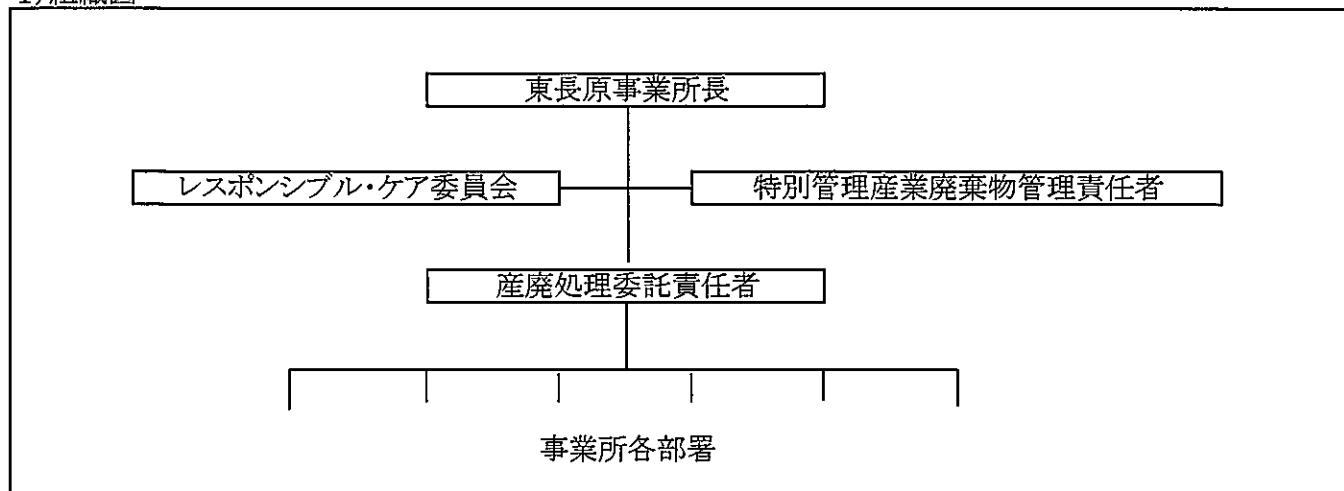 東長原事業所長
レスポンシブル・ケア委員会
特別管理産業廃棄物管理責任者
産廃処理委託責任者
事業所各部署